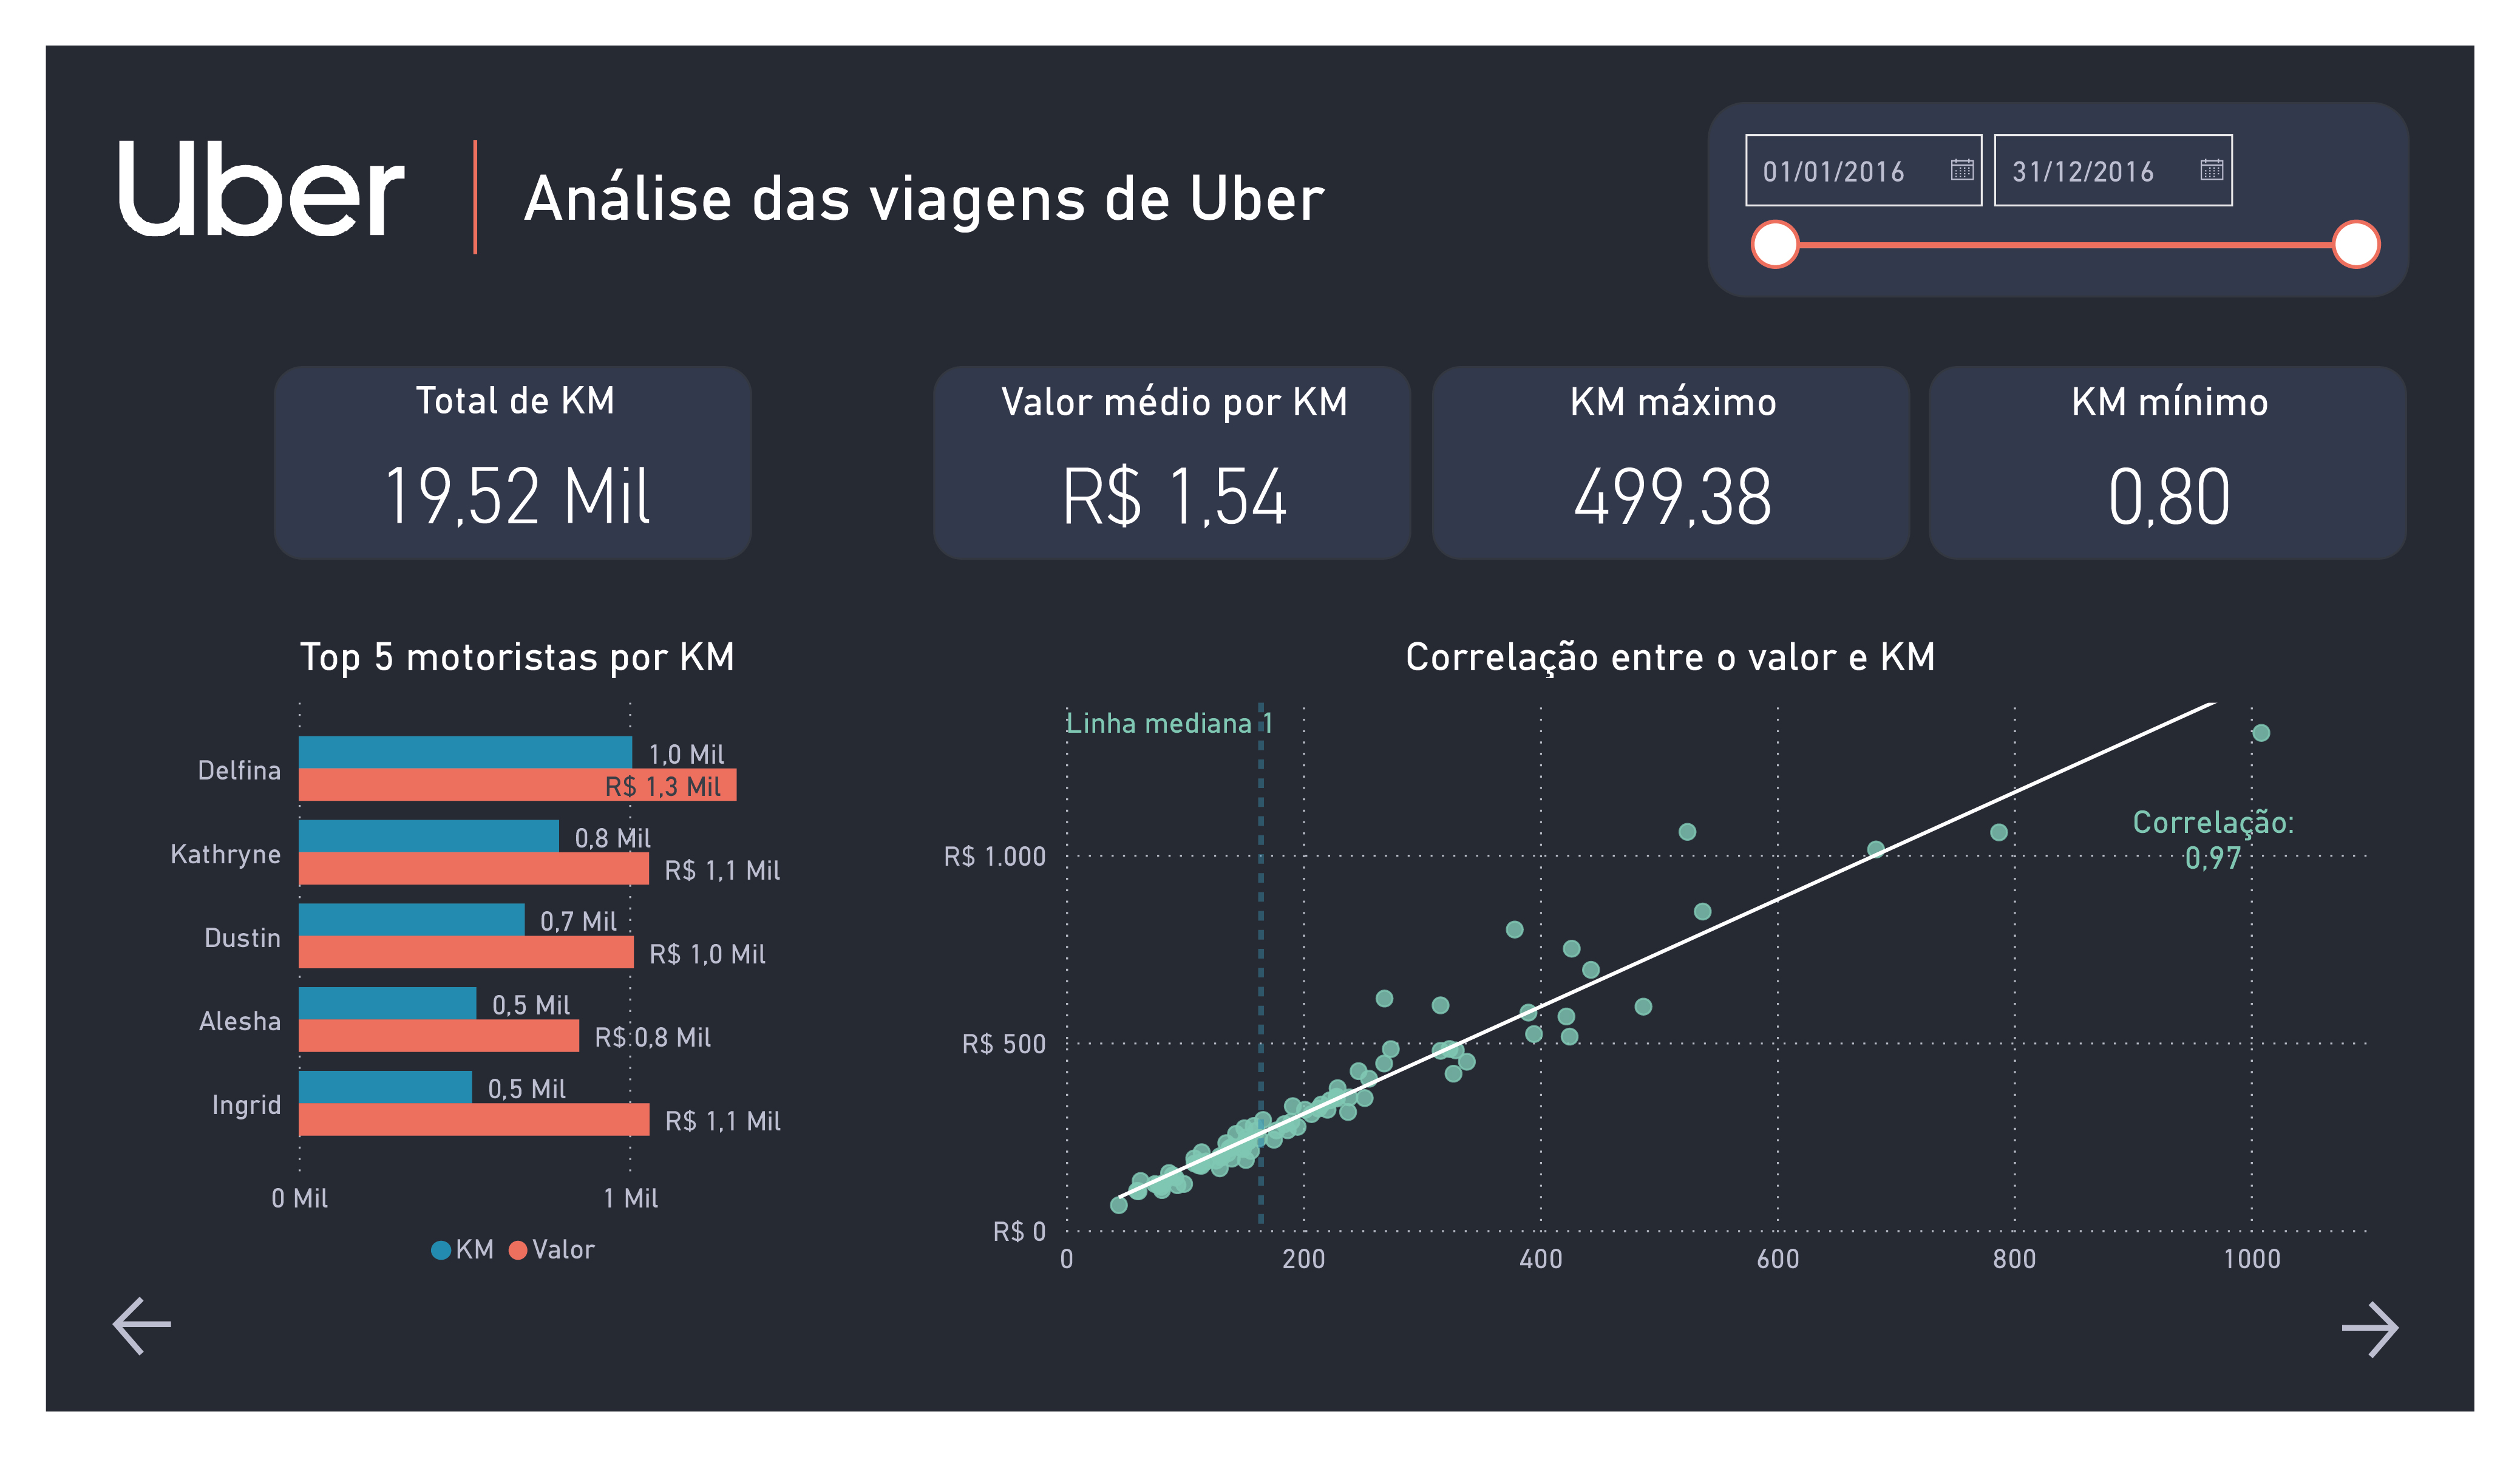 Uber
Análise das viagens de Uber
01/01/2016
31/12/2016
Total de KM
19,52 Mil
Valor médio por KM
R$ 1,54
KM máximo
499,38
KM mínimo
0,80
Top 5 motoristas por KM
Delfina
1,0 Mil
R$ 1,3 Mil
Kathryne
0,8 Mil
R$ 1,1 Mil
Dustin
0,7 Mil
R$ 1,0 Mil
Alesha
0,5 Mil
R$ 0,8 Mil
Ingrid
0,5 Mil
R$ 1,1 Mil
0 Mil
1 Mil
KM
Valor
Correlação entre o valor e KM
Linha mediana 1
Correlação:
0,97
R$ 1.000
R$ 500
R$ 0
0
200
400
600
800
1000